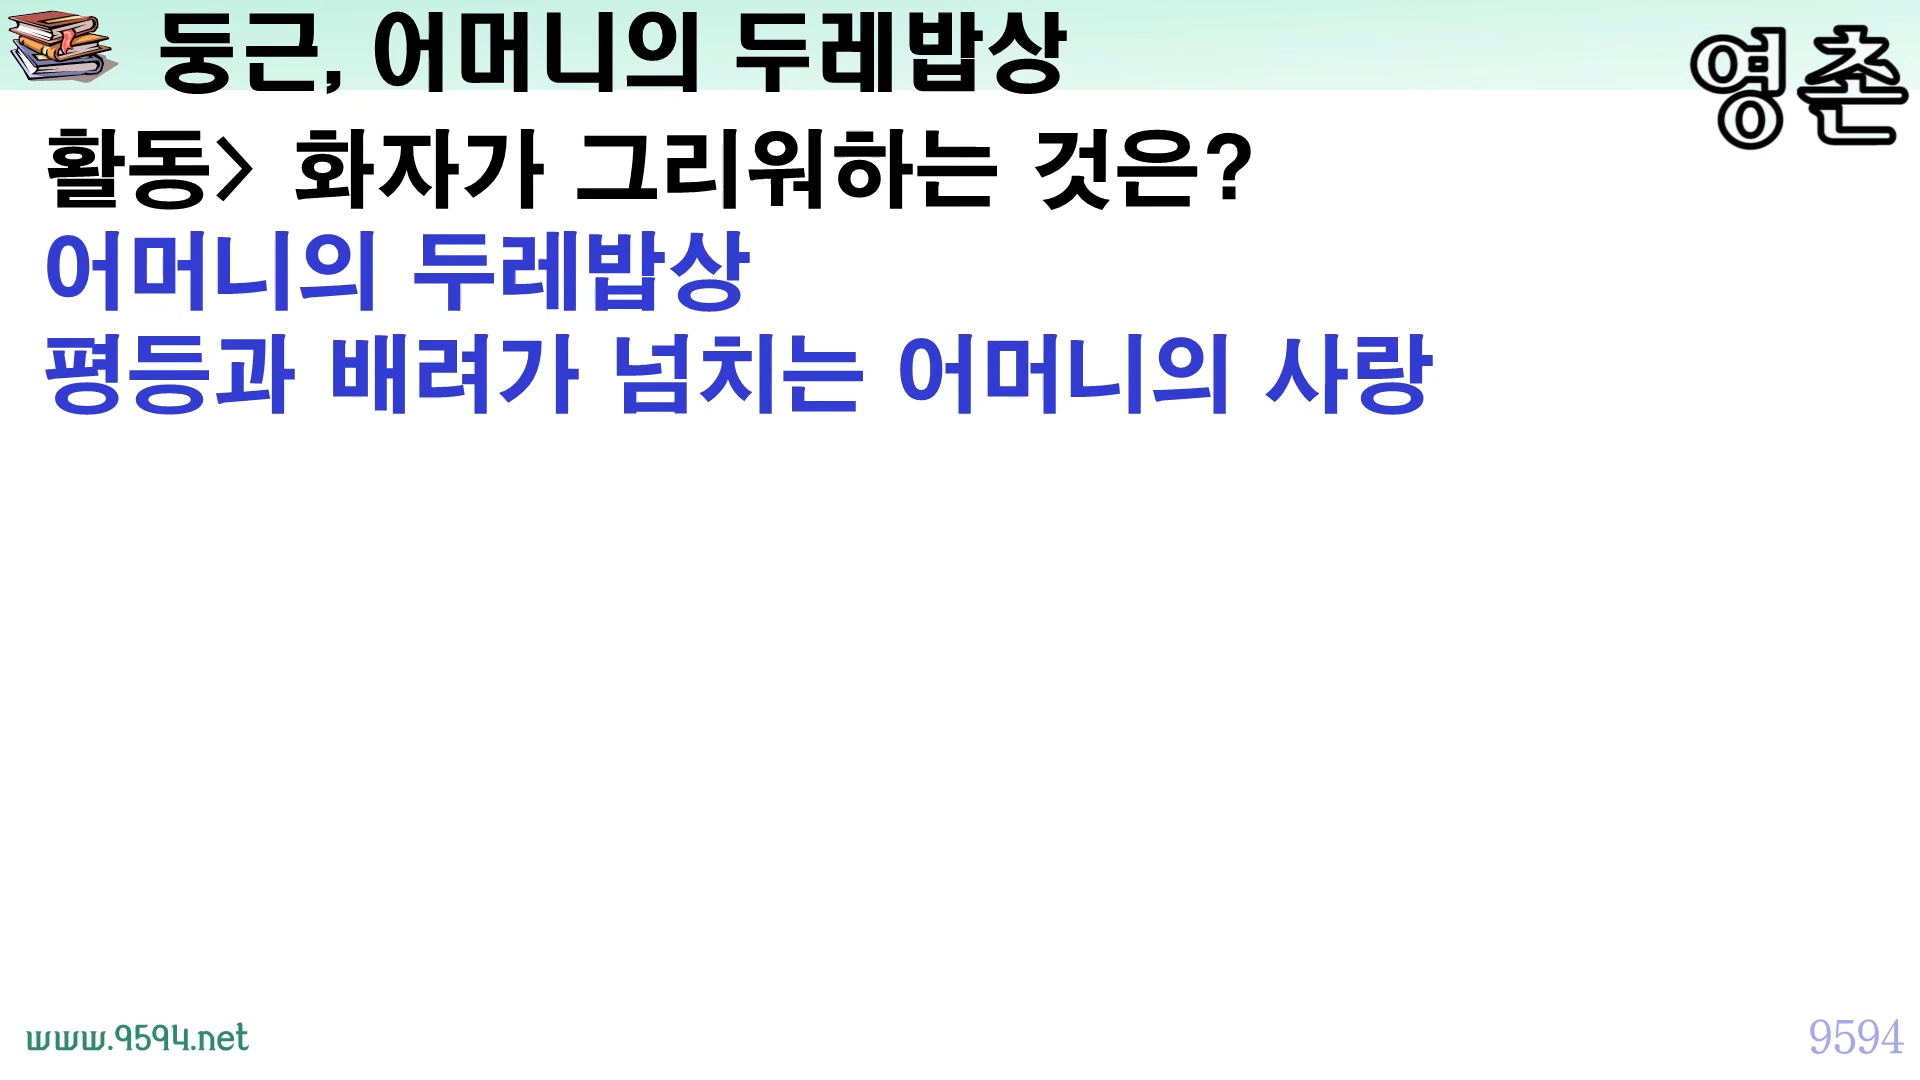 둥근, 어머니의 두레밥상
영촌
활동> 화자가 그리워하는 것은?
어머니의 두레밥상
평등과 배려가 넘치는 어머니의 사랑
www.9594.net
9594